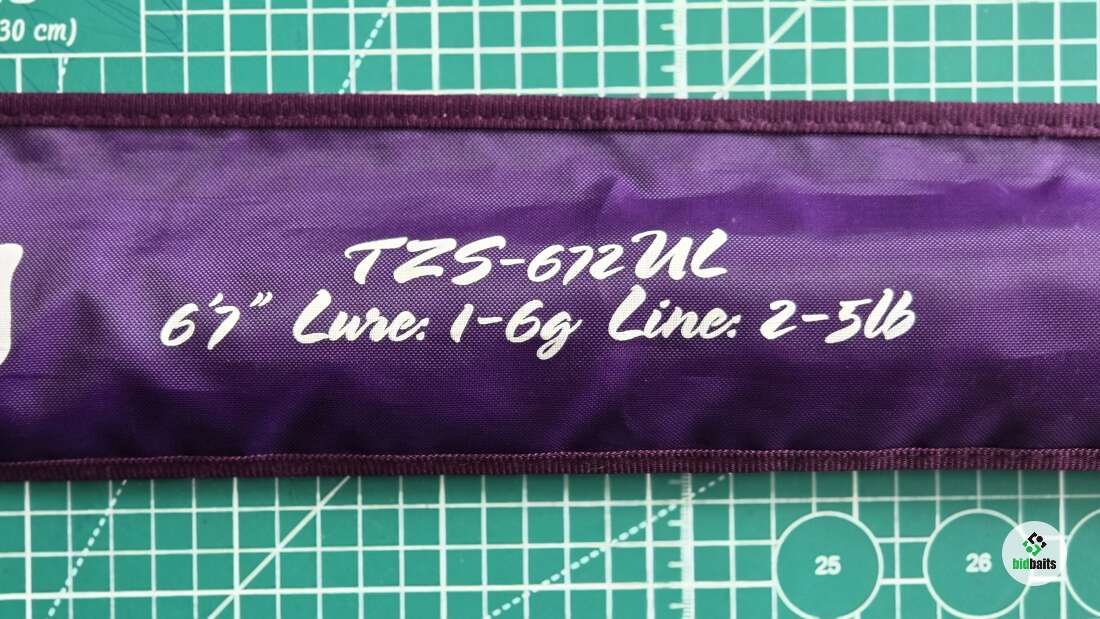 30 cm)
TZS-672UL
6'7" Lure: 1-6g Line: 2-5lb
25
26
bidbaits